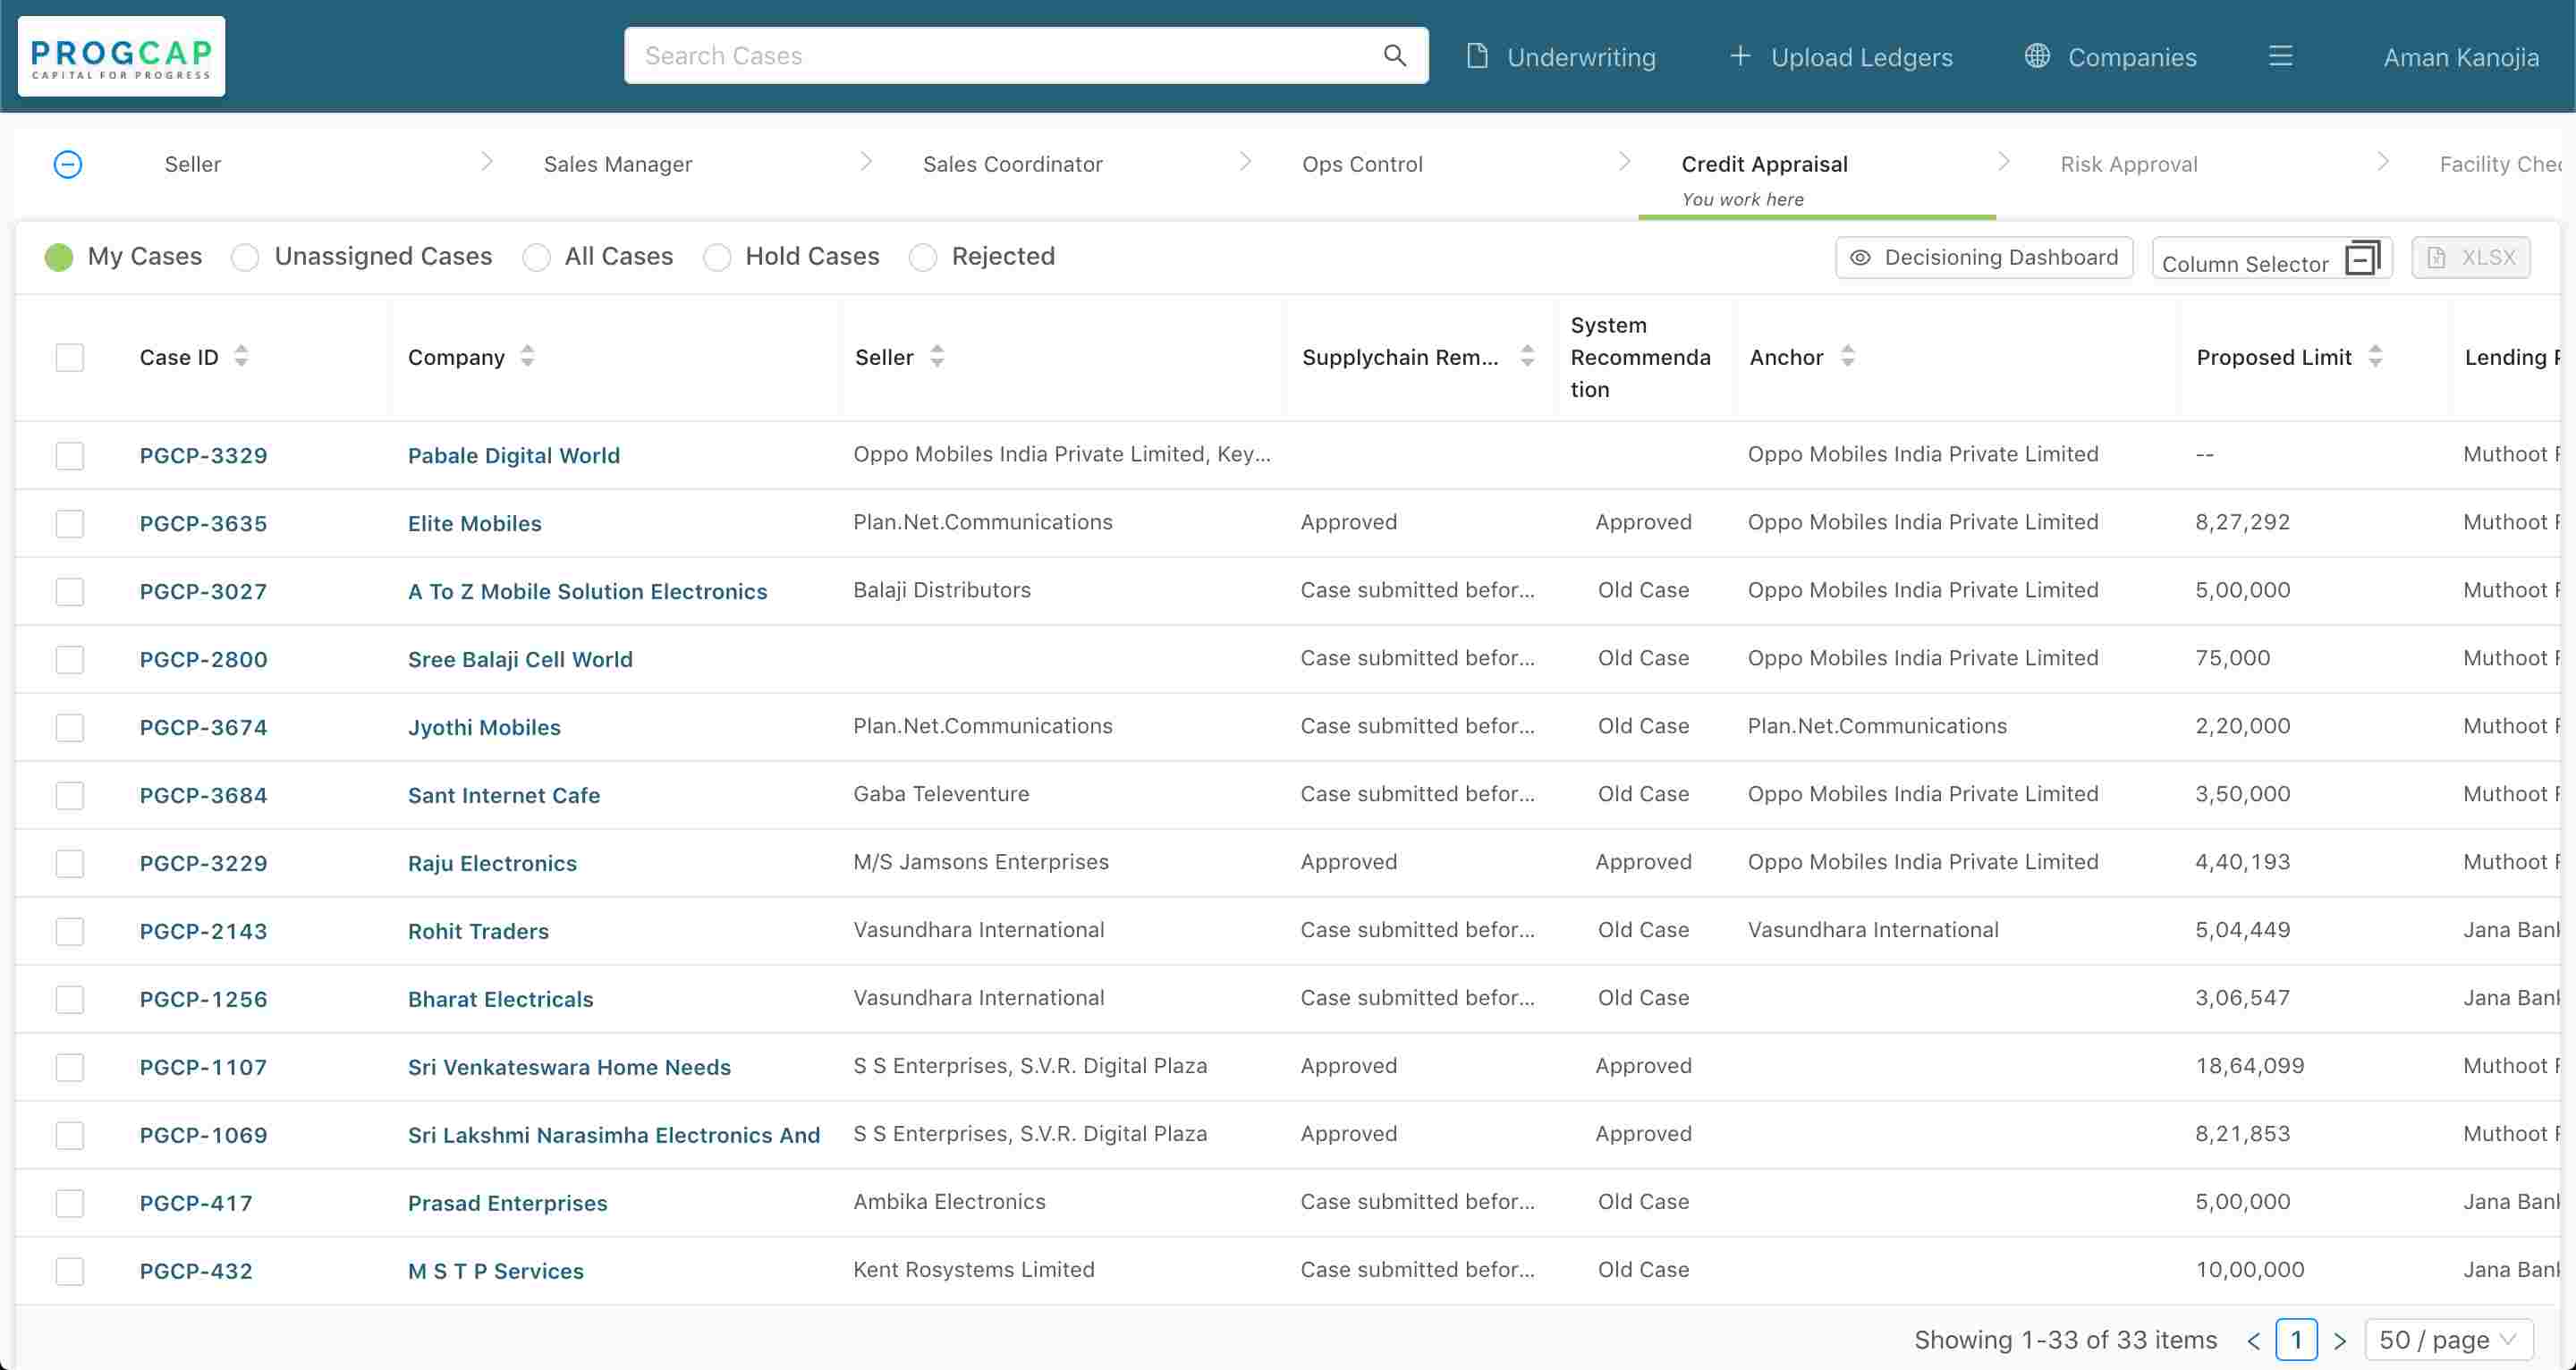 PROGCAP
CAPITAL FOR PROGRESS
Search Cases
Underwriting
Upload Ledgers
Companies
Aman Kanojia
Seller
Sales Manager
Sales Coordinator
Ops Control
Credit Appraisal
You work here
Risk Approval
Facility Chec
My Cases
Unassigned Cases
All Cases
Hold Cases
Rejected
Decisioning Dashboard
Column Selector
XLSX
Case ID
Company
Seller
Supplychain Rem...
System
Recommenda
tion
Anchor
Proposed Limit
Lending P
PGCP-3329 Pabale Digital World Oppo Mobiles India Private Limited, Key... Oppo Mobiles India Private Limited -- Muthoot F
PGCP-3635 Elite Mobiles Plan.Net.Communications Approved Approved Oppo Mobiles India Private Limited 8,27,292 Muthoot F
PGCP-3027 A To Z Mobile Solution Electronics Balaji Distributors Case submitted befor... Old Case Oppo Mobiles India Private Limited 5,00,000 Muthoot F
PGCP-2800 Sree Balaji Cell World Case submitted befor... Old Case Oppo Mobiles India Private Limited 75,000 Muthoot F
PGCP-3674 Jyothi Mobiles Plan.Net.Communications Case submitted befor... Old Case Plan.Net.Communications 2,20,000 Muthoot F
PGCP-3684 Sant Internet Cafe Gaba Televenture Case submitted befor... Old Case Oppo Mobiles India Private Limited 3,50,000 Muthoot F
PGCP-3229 Raju Electronics M/S Jamsons Enterprises Approved Approved Oppo Mobiles India Private Limited 4,40,193 Muthoot F
PGCP-2143 Rohit Traders Vasundhara International Case submitted befor... Old Case Vasundhara International 5,04,449 Jana Bank
PGCP-1256 Bharat Electricals Vasundhara International Case submitted befor... Old Case 3,06,547 Jana Bank
PGCP-1107 Sri Venkateswara Home Needs S S Enterprises, S.V.R. Digital Plaza Approved Approved 18,64,099 Muthoot F
PGCP-1069 Sri Lakshmi Narasimha Electronics And S S Enterprises, S.V.R. Digital Plaza Approved Approved 8,21,853 Muthoot F
PGCP-417 Prasad Enterprises Ambika Electronics Case submitted befor... Old Case 5,00,000 Jana Bank
PGCP-432 M S T P Services Kent Rosystems Limited Case submitted befor... Old Case 10,00,000 Jana Bank
Showing 1-33 of 33 items < 1 > 50 / page